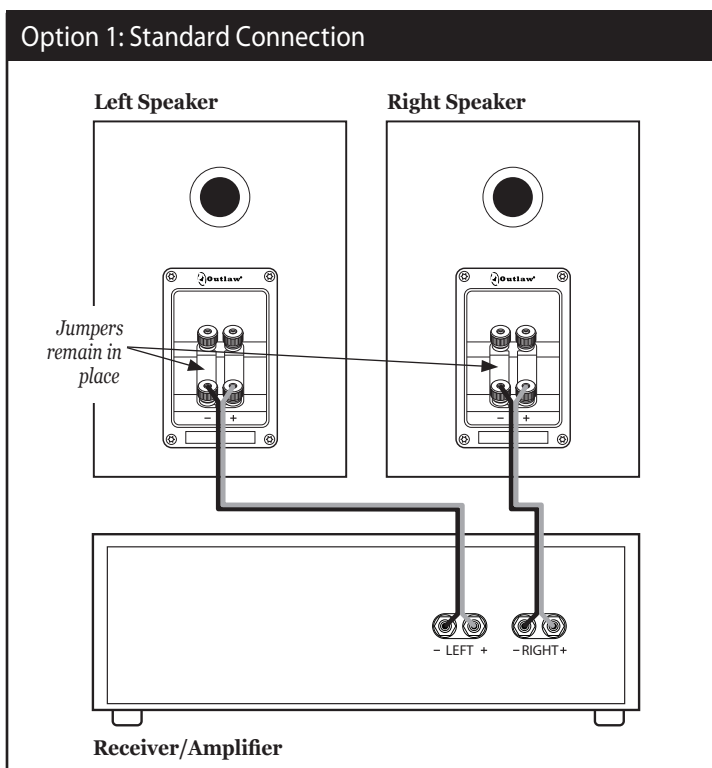 Option 1: Standard Connection
Left Speaker
Right Speaker
Outlaw
Outlaw
Jumpers
remain in
place
– +
– +
– LEFT +
– RIGHT +
Receiver/Amplifier